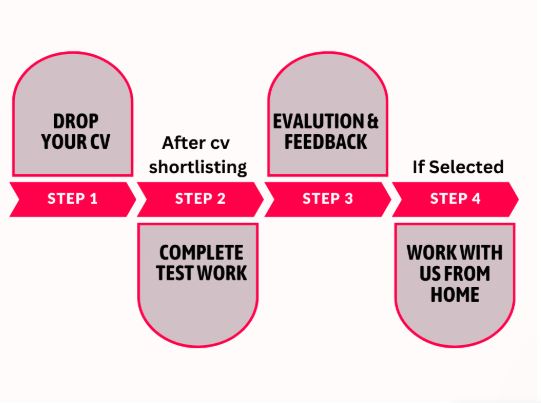 DROP
YOUR CV
STEP 1
After cv
shortlisting
STEP 2
COMPLETE
TEST WORK
EVALUTION &
FEEDBACK
STEP 3
If Selected
STEP 4
WORK WITH
US FROM
HOME